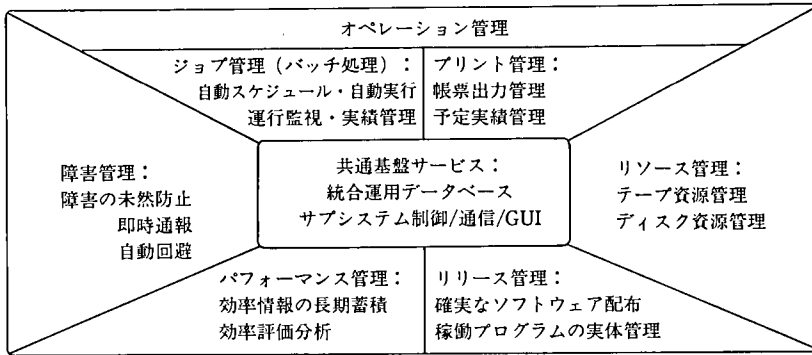 オペレーション管理
ジョブ管理（バッチ処理）：
自動スケジュール・自動実行
運行監視・実績管理
プリント管理：
帳票出力管理
予定実績管理
障害管理：
障害の未然防止
即時通報
自動回避
共通基盤サービス：
統合運用データベース
サブシステム制御/通信/GUI
リソース管理：
テープ資源管理
ディスク資源管理
パフォーマンス管理：
効率情報の長期蓄積
効率評価分析
リリース管理：
確実なソフトウェア配布
稼働プログラムの実体管理